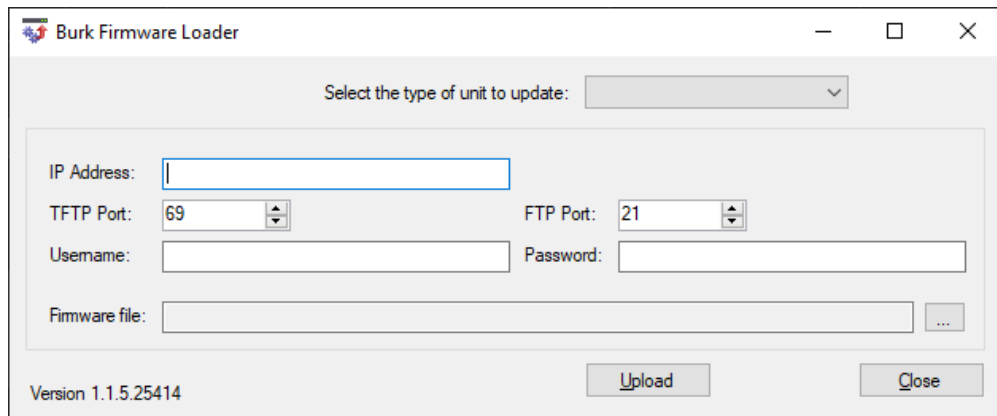 Burk Firmware Loader
Select the type of unit to update:
IP Address:
TFTP Port: 69 FTP Port: 21
Username: Password:
Firmware file: ...
Version 1.1.5.25414 Upload Close